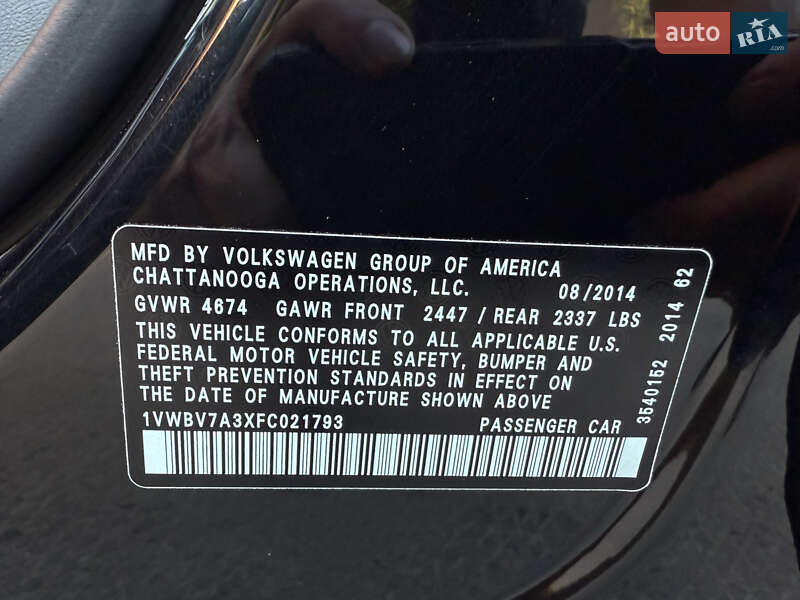 auto RIA.com
MFD BY VOLKSWAGEN GROUP OF AMERICA
CHATTANOOGA OPERATIONS, LLC. 08/2014
GVWR 4674 GAWR FRONT 2447 / REAR 2337 LBS
THIS VEHICLE CONFORMS TO ALL APPLICABLE U.S.
FEDERAL MOTOR VEHICLE SAFETY, BUMPER AND
THEFT PREVENTION STANDARDS IN EFFECT ON
THE DATE OF MANUFACTURE SHOWN ABOVE
1VWBV7A3XFC021793 PASSENGER CAR
3540152 2014 62